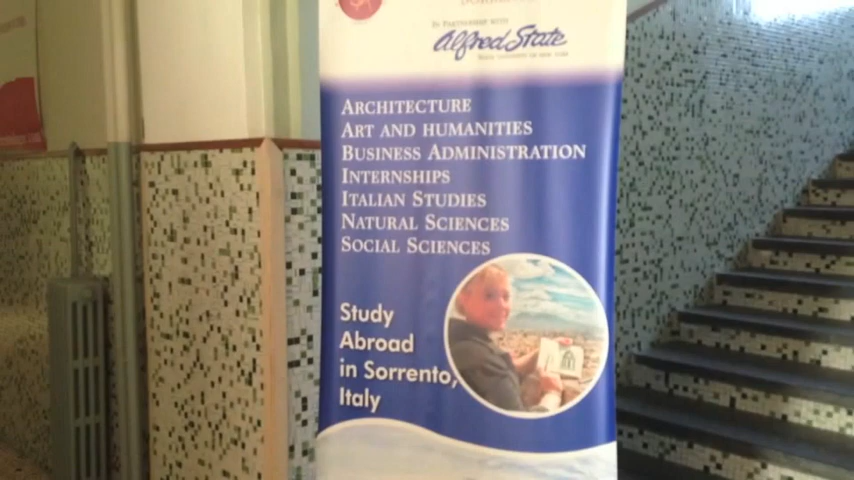 IN PARTNERSHIP WITH
Alfred State
ARCHITECTURE
ART AND HUMANITIES
BUSINESS ADMINISTRATION
INTERNSHIPS
ITALIAN STUDIES
NATURAL SCIENCES
SOCIAL SCIENCES
Study
Abroad
in Sorrento,
Italy